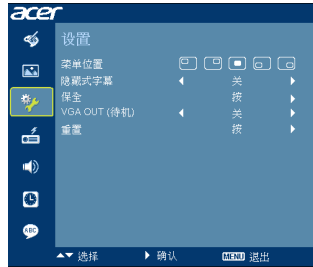 acer
设置
菜单位置
隐藏式字幕 关
保全 按
VGA OUT (待机) 关
重置 按
ABC
选择 确认 MENU 退出